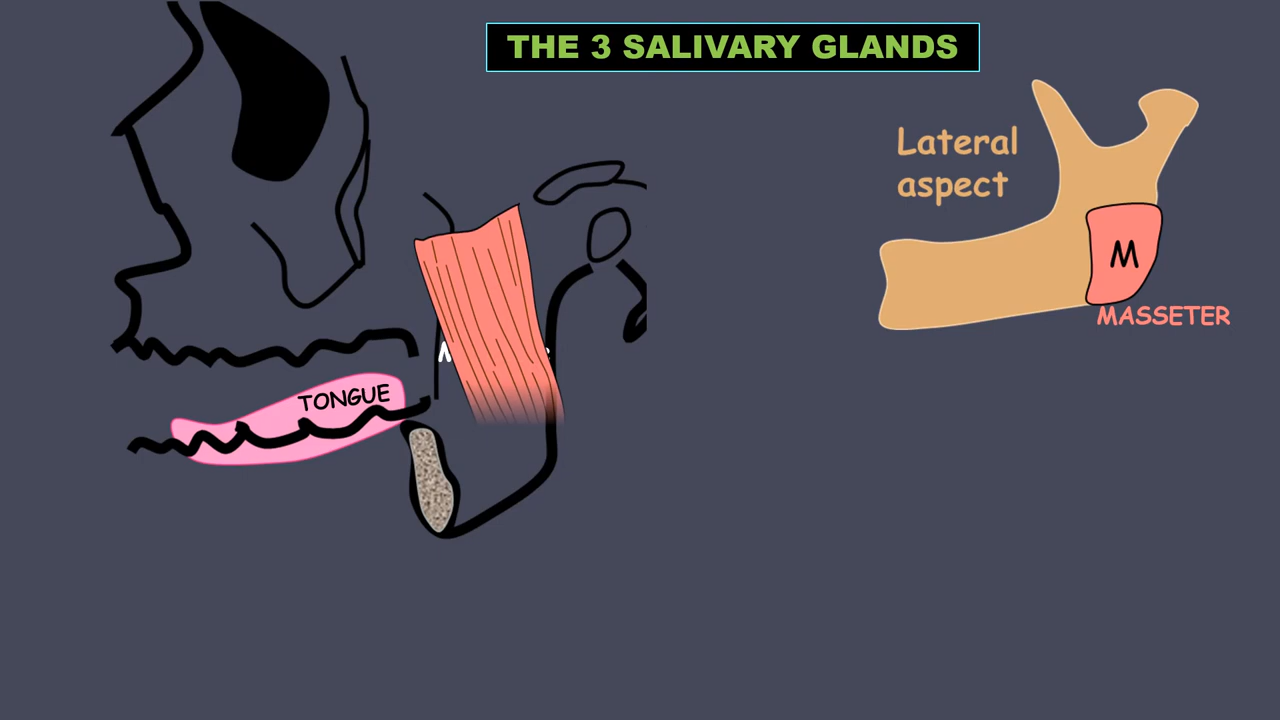 THE 3 SALIVARY GLANDS
Lateral
aspect
M
MASSETER
TONGUE